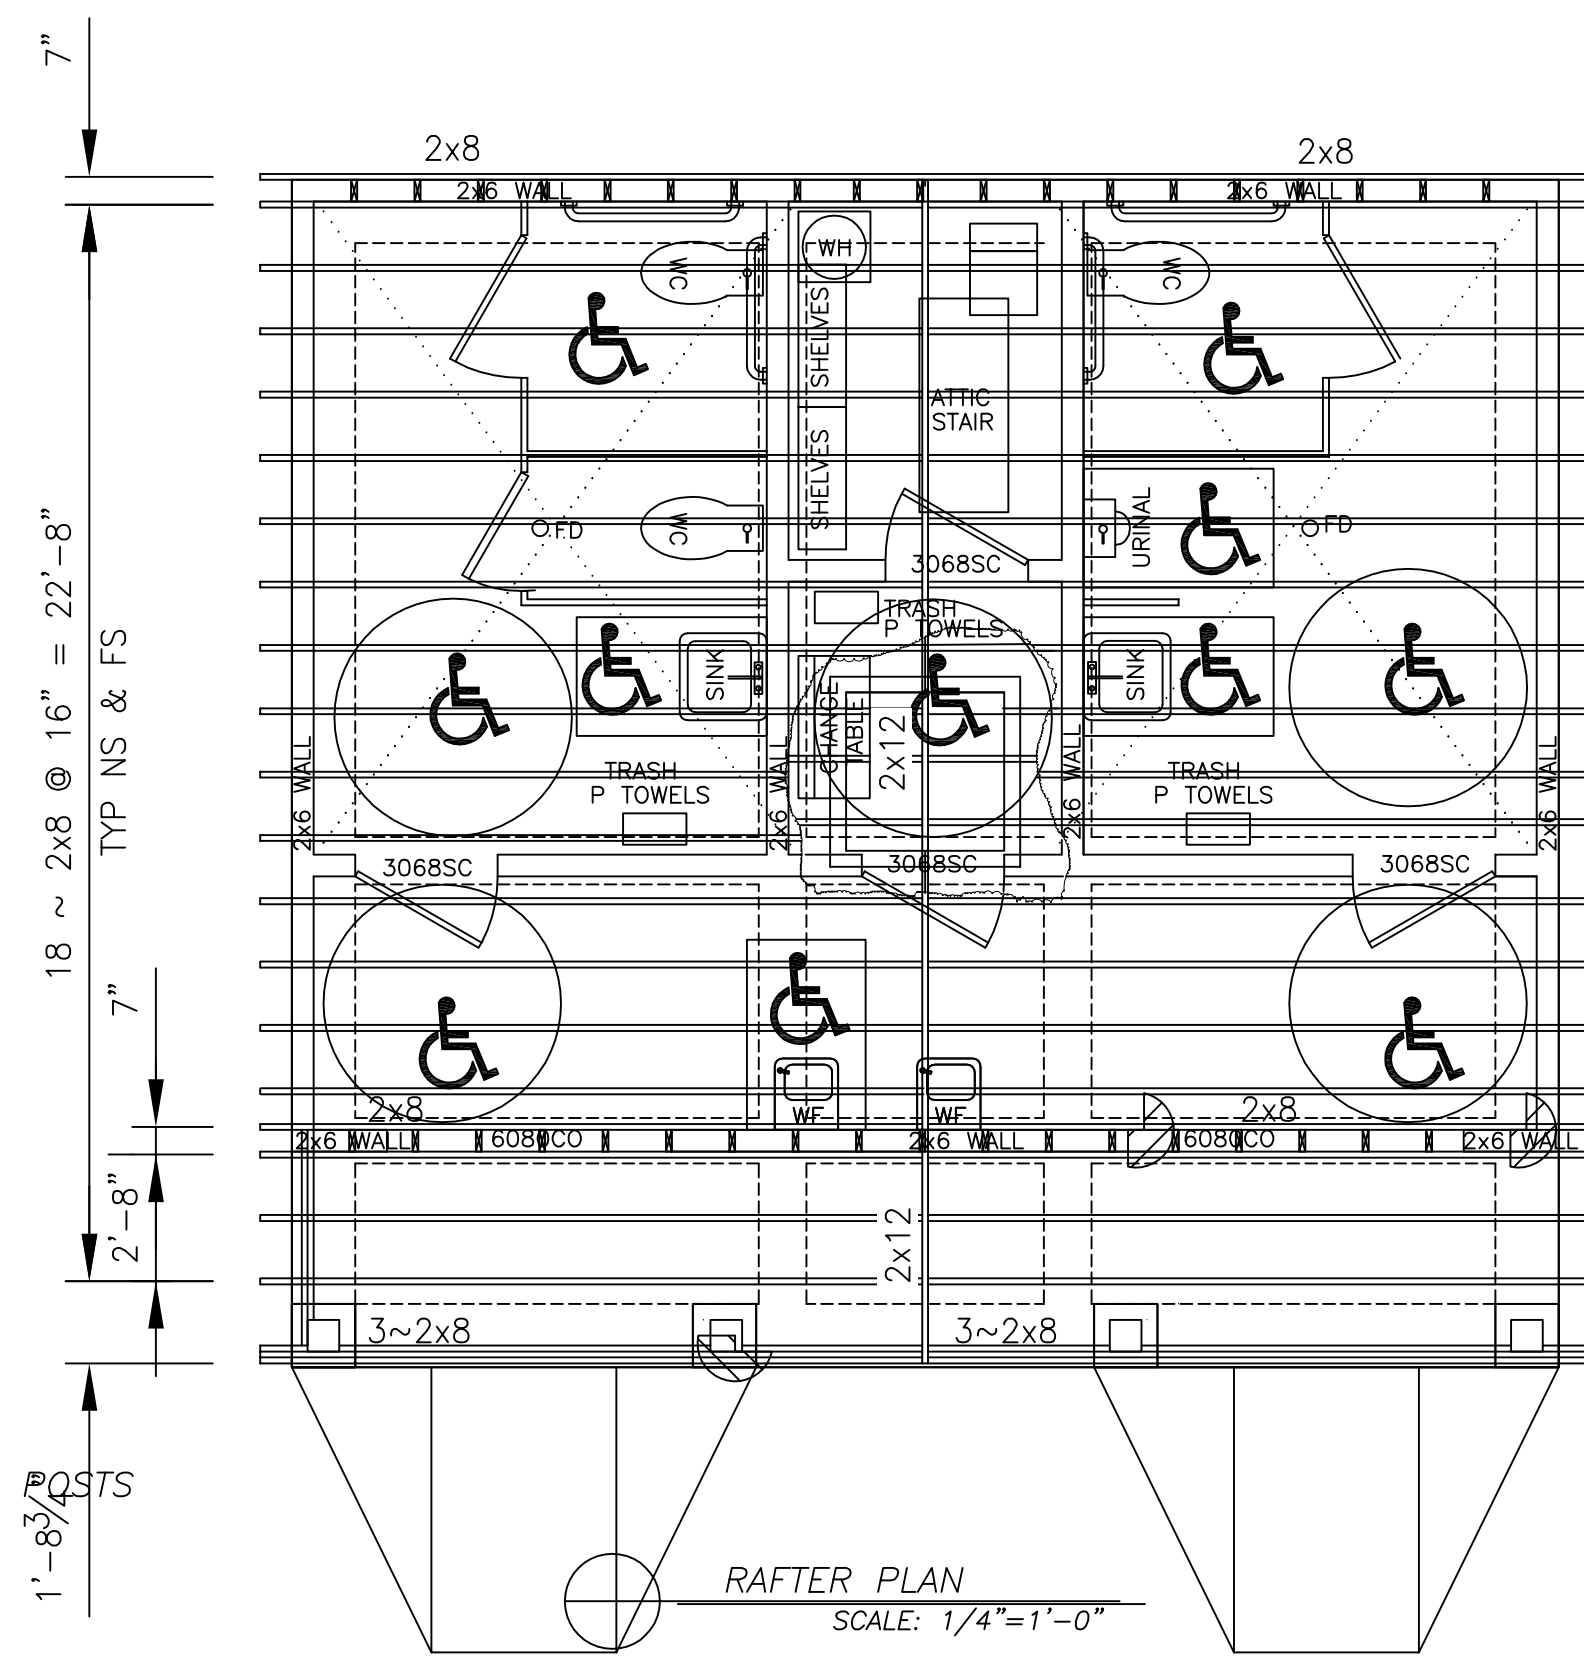 7"
2x8
2x8
2x6 WALL
2x6 WALL
WH
WC
WC
SHELVES
SHELVES
ATTIC
STAIR
URINAL
WC
FD
FD
3068SC
TRASH
P TOWELS
18 ~ 2x8 @ 16" = 22'-8"
TYP NS & FS
SINK
SINK
CHANGE
TABLE
2x12
2x6 WALL
2x6 WALL
2x6 WALL
2x6 WALL
TRASH
P TOWELS
TRASH
P TOWELS
3068SC
3068SC
3068SC
7"
2x8
WF
WF
2x8
2x6 WALL
6080CO
2x6 WALL
6080CO
2x6 WALL
2'-8"
2x12
3~2x8
3~2x8
POSTS
1'-8 3/4"
RAFTER PLAN
SCALE: 1/4"=1'-0"